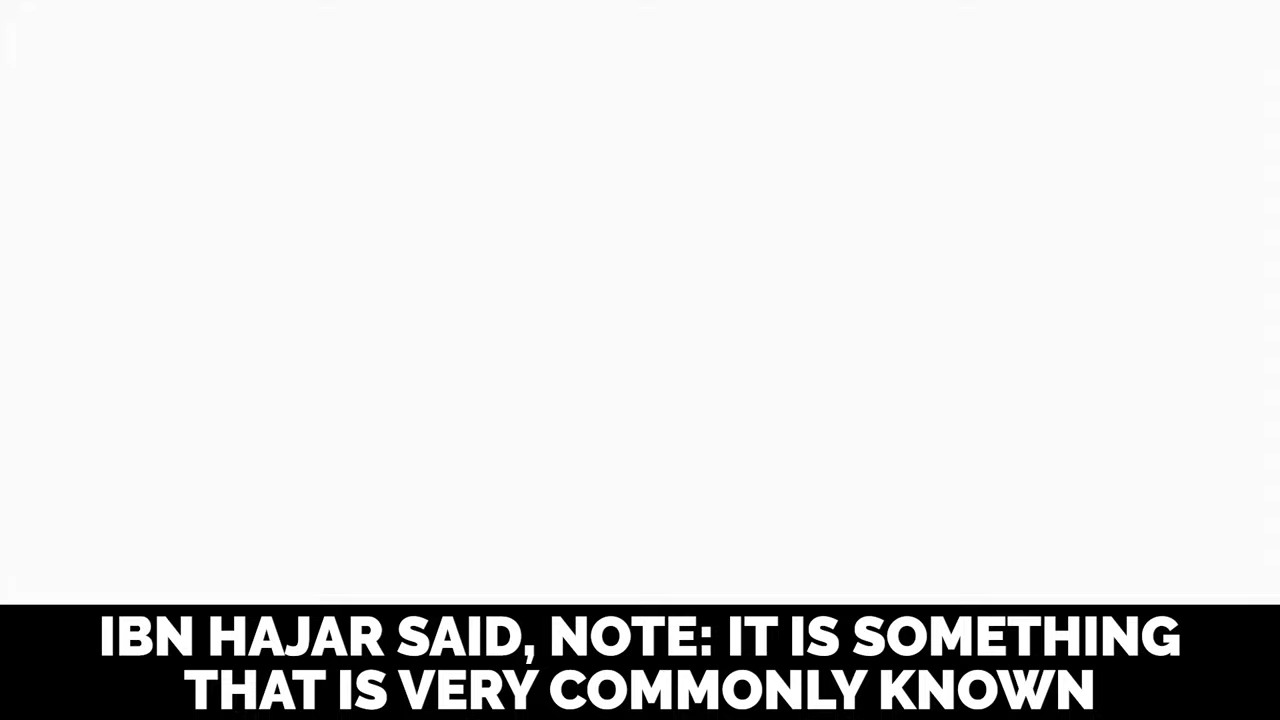 IBN HAJAR SAID, NOTE: IT IS SOMETHING
THAT IS VERY COMMONLY KNOWN